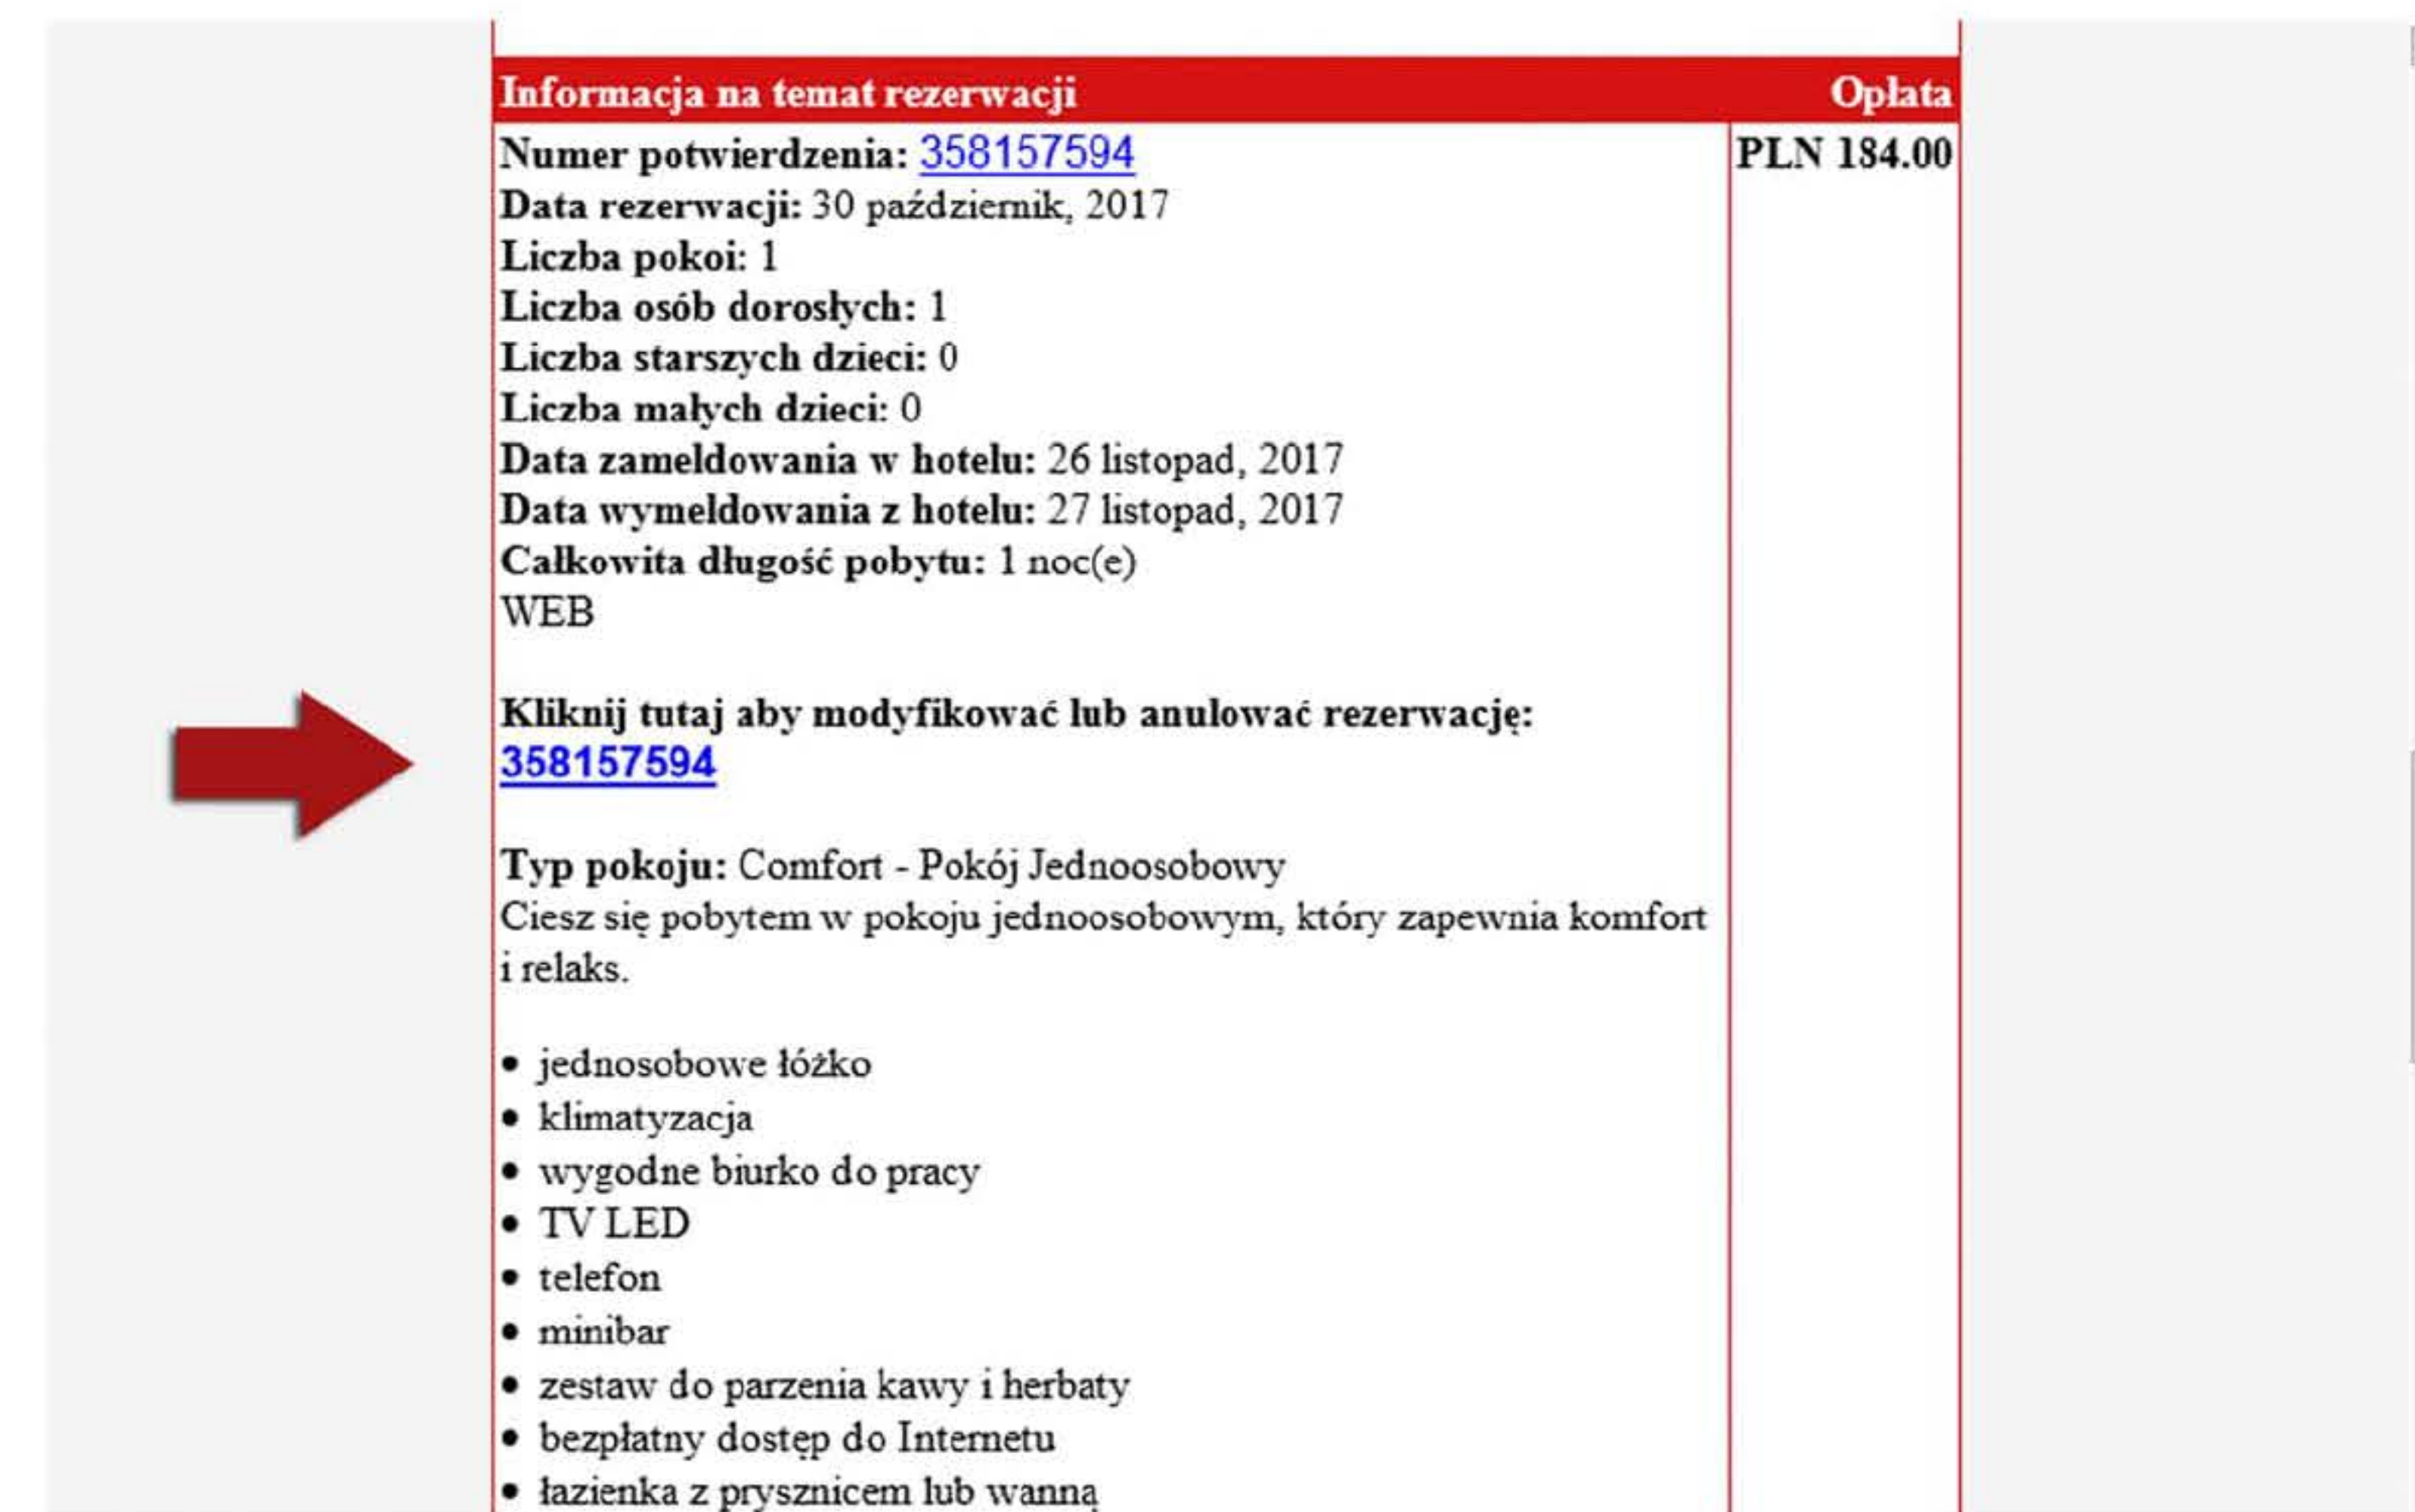 Informacja na temat rezerwacji Opłata
Numer potwierdzenia: 358157594 PLN 184.00
Data rezerwacji: 30 październik, 2017
Liczba pokoi: 1
Liczba osób dorosłych: 1
Liczba starszych dzieci: 0
Liczba małych dzieci: 0
Data zameldowania w hotelu: 26 listopad, 2017
Data wymeldowania z hotelu: 27 listopad, 2017
Całkowita długość pobytu: 1 noc(e)
WEB
Kliknij tutaj aby modyfikować lub anulować rezerwację:
358157594
Typ pokoju: Comfort - Pokój Jednoosobowy
Ciesz się pobytem w pokoju jednoosobowym, który zapewnia komfort
i relaks.
• jednosobowe łóżko
• klimatyzacja
• wygodne biurko do pracy
• TV LED
• telefon
• minibar
• zestaw do parzenia kawy i herbaty
• bezpłatny dostęp do Internetu
• łazienka z prysznicem lub wanną